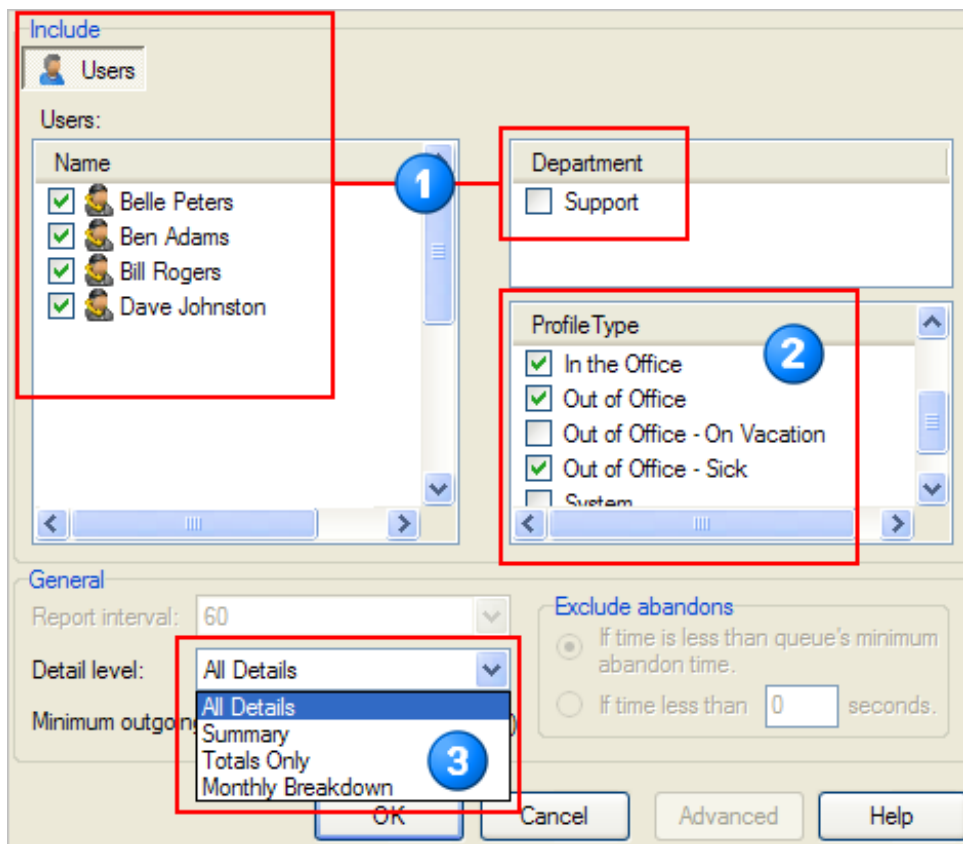 Include
Users
Users:
Name
Belle Peters
Ben Adams
Bill Rogers
Dave Johnston
1
Department
Support
ProfileType
2
In the Office
Out of Office
Out of Office - On Vacation
Out of Office - Sick
System
General
Report interval: 60
Detail level: All Details
All Details
Summary
Totals Only
Monthly Breakdown
3
Minimum outgoing
Exclude abandons
If time is less than queue's minimum
abandon time.
If time less than 0 seconds.
OK Cancel Advanced Help